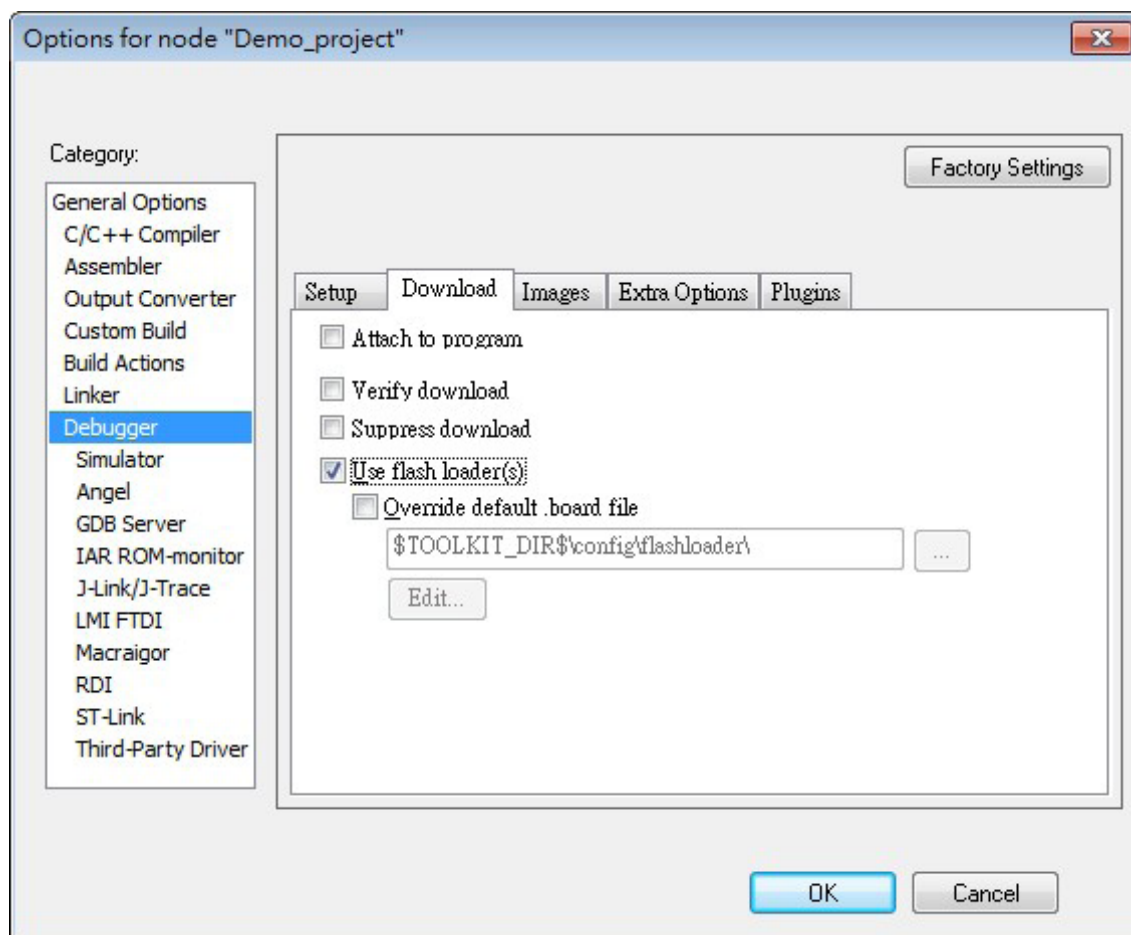 Options for node "Demo_project"
Category:
Factory Settings
General Options
C/C++ Compiler
Assembler
Output Converter
Custom Build
Build Actions
Linker
Debugger
Simulator
Angel
GDB Server
IAR ROM-monitor
J-Link/J-Trace
LMI FTDI
Macraigor
RDI
ST-Link
Third-Party Driver
Setup Download Images Extra Options Plugins
Attach to program
Verify download
Suppress download
Use flash loader(s)
Override default .board file
$TOOLKIT_DIR$\config\flashloader\ ...
Edit...
OK Cancel